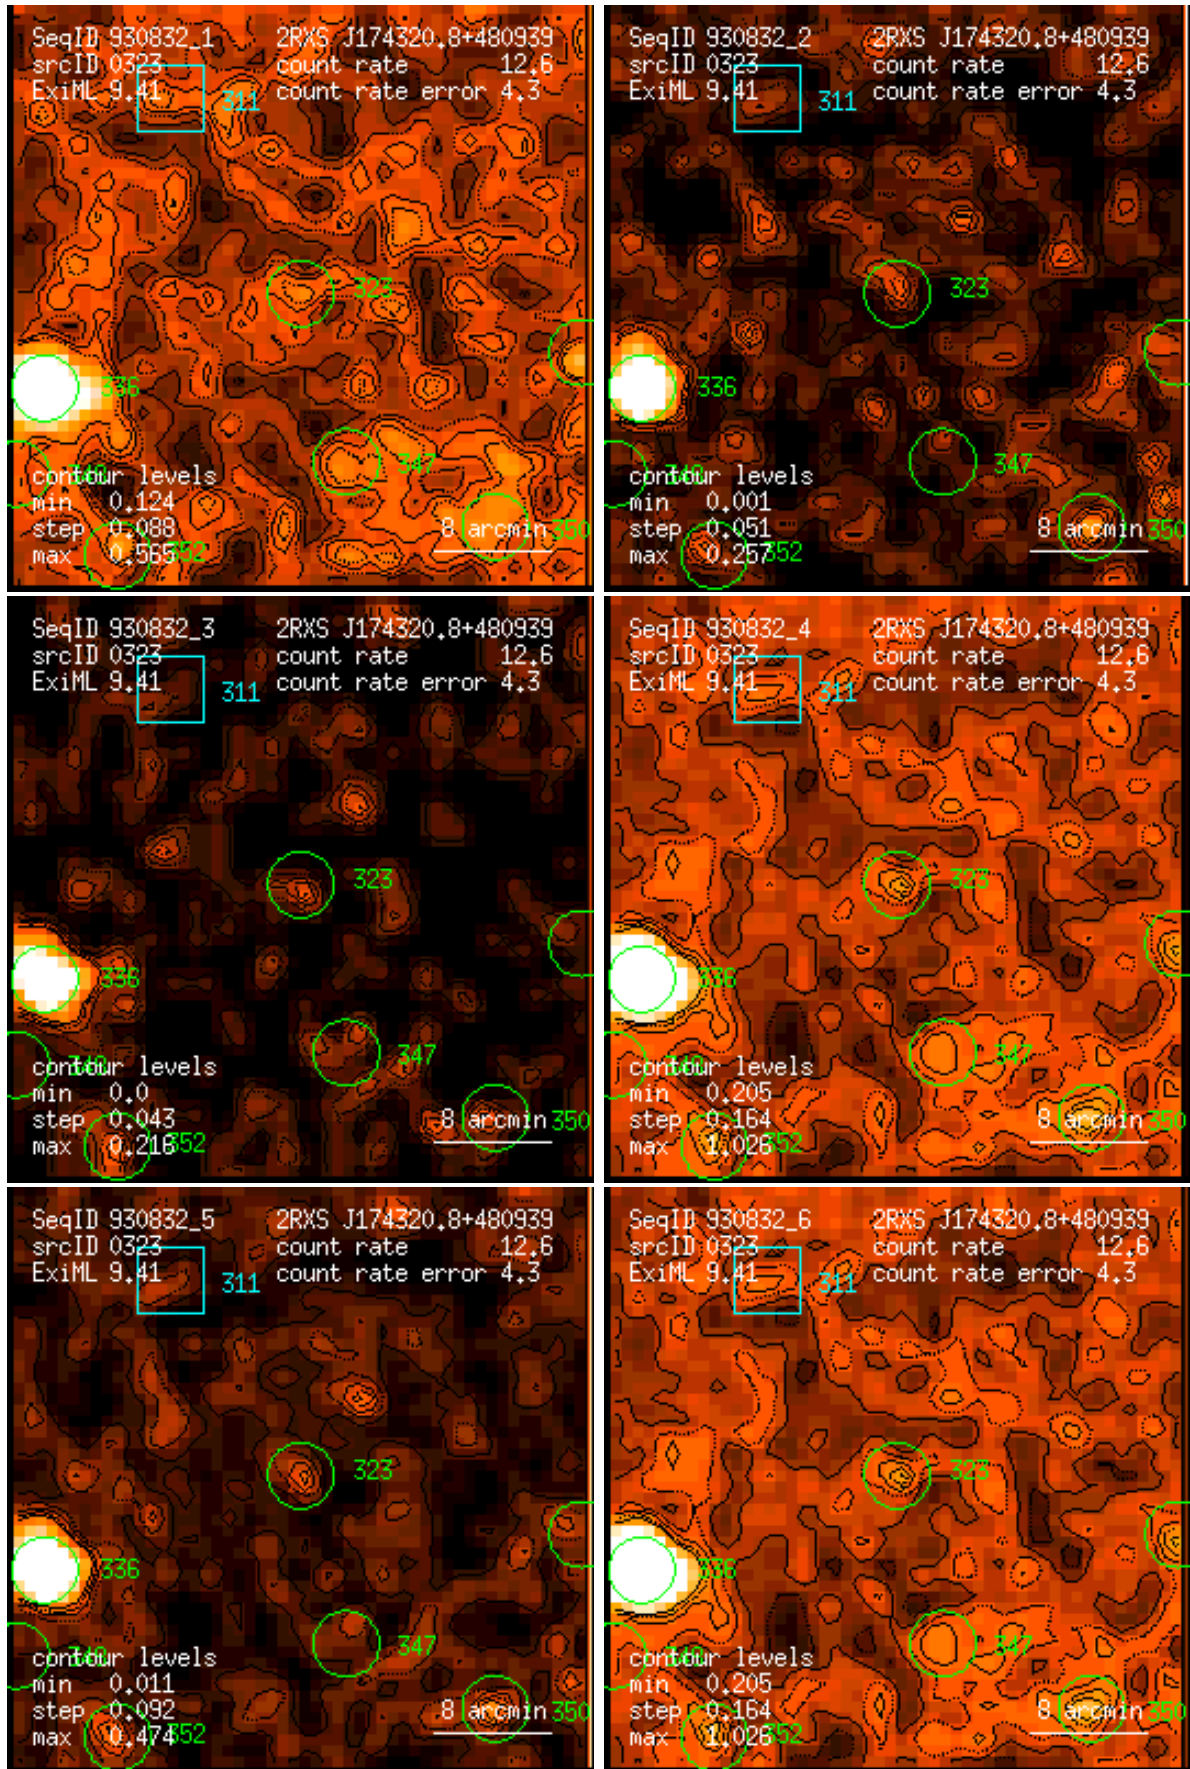 SeqID 930832_1 2RXS J174320.8+480939
srcID 0323 count rate 12.6
ExiML 9.41 311 count rate error 4.3
323
336
347
340
contour levels
min 0.124
step 0.088 8 arcmin 350
max 0.565 352
SeqID 930832_2 2RXS J174320.8+480939
srcID 0323 count rate 12.6
ExiML 9.41 311 count rate error 4.3
323
336
347
340
contour levels
min 0.001
step 0.051 8 arcmin 350
max 0.257 352
SeqID 930832_3 2RXS J174320.8+480939
srcID 0323 count rate 12.6
ExiML 9.41 311 count rate error 4.3
323
336
347
340
contour levels
min 0.0
step 0.043 8 arcmin 350
max 0.216 352
SeqID 930832_4 2RXS J174320.8+480939
srcID 0323 count rate 12.6
ExiML 9.41 311 count rate error 4.3
323
336
347
340
contour levels
min 0.205
step 0.164 8 arcmin 350
max 1.026 352
SeqID 930832_5 2RXS J174320.8+480939
srcID 0323 count rate 12.6
ExiML 9.41 311 count rate error 4.3
323
336
347
340
contour levels
min 0.011
step 0.092 8 arcmin 350
max 0.474 352
SeqID 930832_6 2RXS J174320.8+480939
srcID 0323 count rate 12.6
ExiML 9.41 311 count rate error 4.3
323
336
347
340
contour levels
min 0.205
step 0.164 8 arcmin 350
max 1.026 352